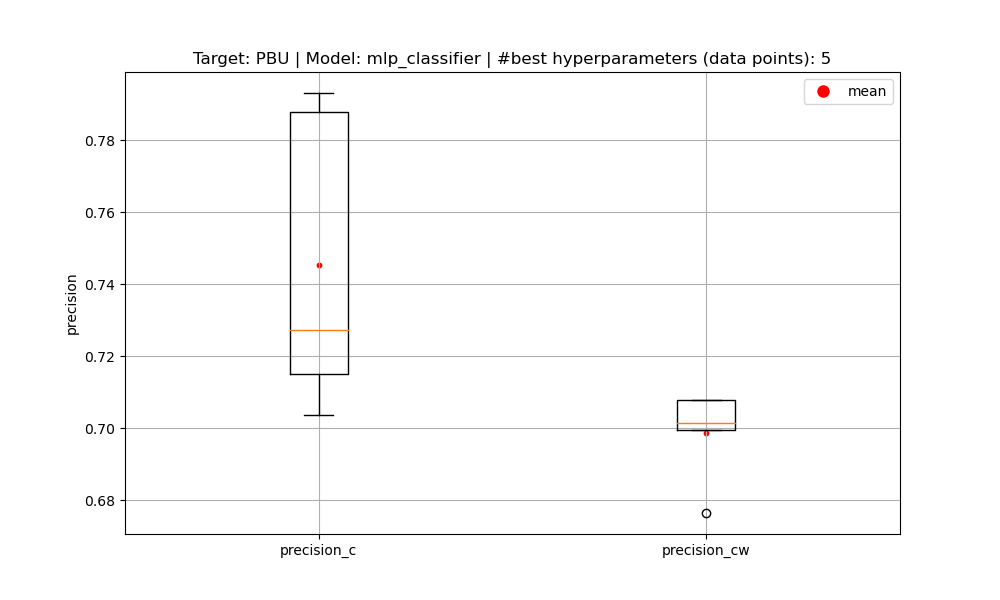 Target: PBU | Model: mlp_classifier | #best hyperparameters (data points): 5
mean
0.78
0.76
0.74
0.72
0.70
0.68
precision
precision_c
precision_cw